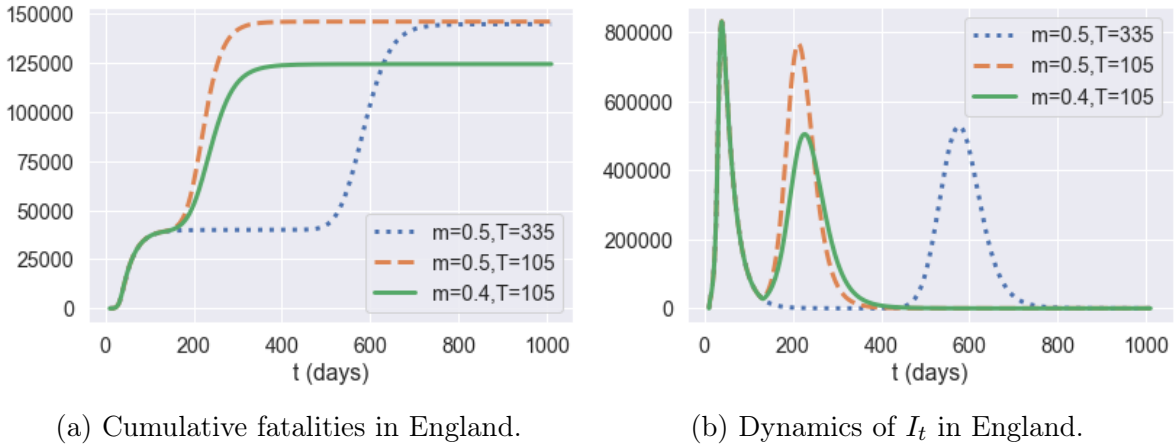 150000
125000
100000
75000
50000
25000
0
0 200 400 600 800 1000
t (days)
m=0.5,T=335
m=0.5,T=105
m=0.4,T=105
(a) Cumulative fatalities in England.
800000
600000
400000
200000
0
0 200 400 600 800 1000
t (days)
m=0.5,T=335
m=0.5,T=105
m=0.4,T=105
(b) Dynamics of I_t in England.